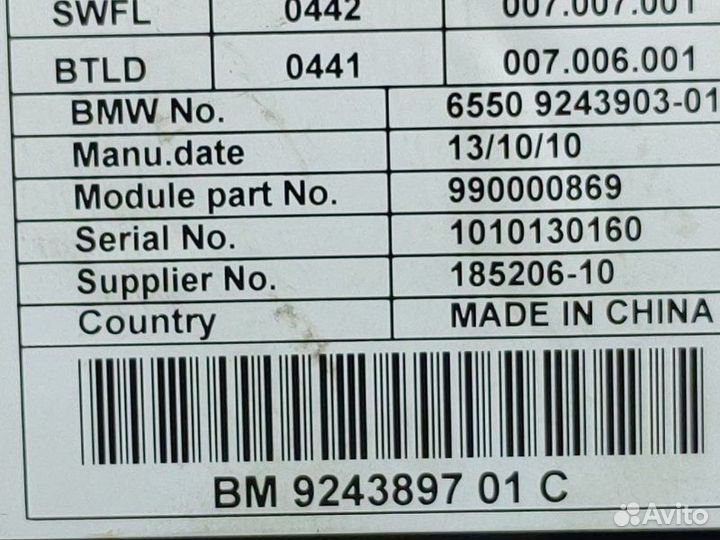 SWFL 0442 007.007.001
BTLD 0441 007.006.001
BMW No. 6550 9243903-01
Manu.date 13/10/10
Module part No. 990000869
Serial No. 1010130160
Supplier No. 185206-10
Country MADE IN CHINA
BM 9243897 01 C
Avito